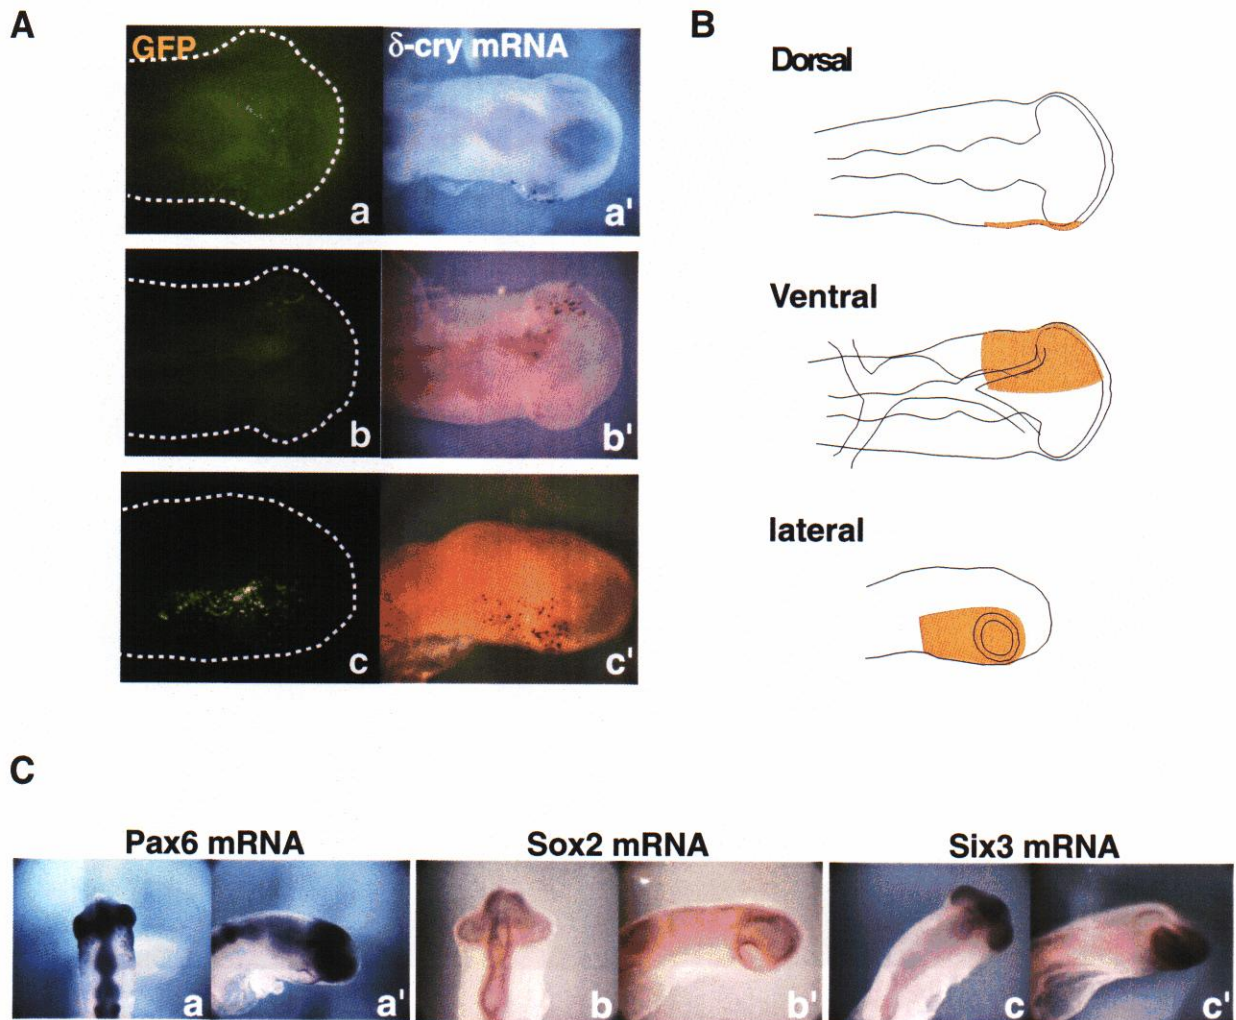 A
B
GFP
δ-cry mRNA
a
a'
b
b'
c
c'
Dorsal
Ventral
lateral
C
Pax6 mRNA
Sox2 mRNA
Six3 mRNA
a
a'
b
b'
c
c'